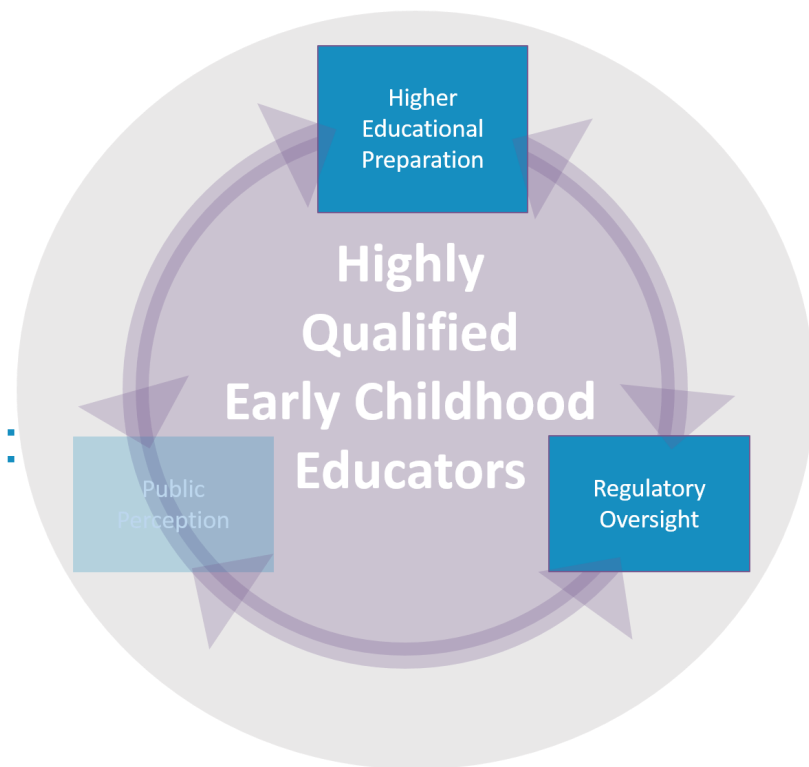 Higher
Educational
Preparation
Highly
Qualified
Early Childhood
Educators
Public
Perception
Regulatory
Oversight